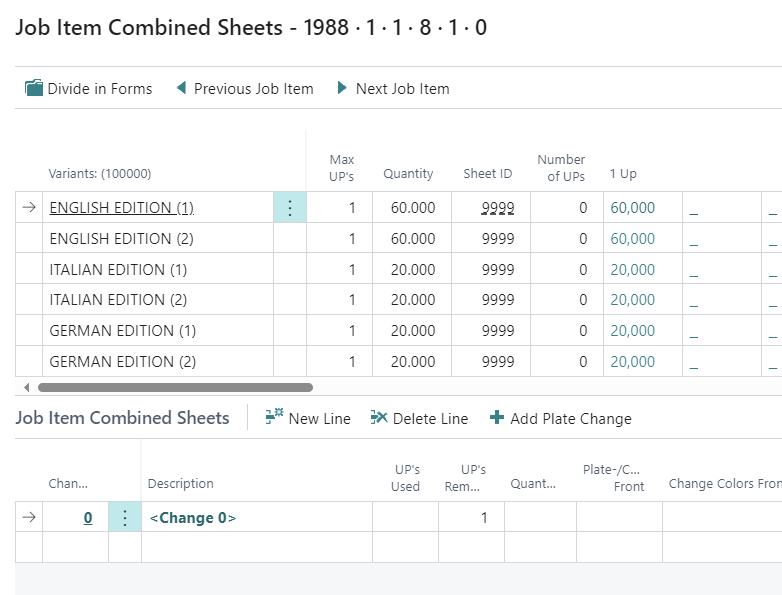 Job Item Combined Sheets - 1988 · 1 · 1 · 8 · 1 · 0
Divide in Forms Previous Job Item Next Job Item
Variants: (100000) Max UP's Quantity Sheet ID Number of UPs 1 Up
ENGLISH EDITION (1) 1 60.000 9999 0 60,000 _ _
ENGLISH EDITION (2) 1 60.000 9999 0 60,000 _ _
ITALIAN EDITION (1) 1 20.000 9999 0 20,000 _ _
ITALIAN EDITION (2) 1 20.000 9999 0 20,000 _ _
GERMAN EDITION (1) 1 20.000 9999 0 20,000 _ _
GERMAN EDITION (2) 1 20.000 9999 0 20,000 _ _
Job Item Combined Sheets New Line Delete Line Add Plate Change
Chan... Description UP's Used UP's Rem... Quant... Plate-/C... Front Change Colors Fron
0 <Change 0> 1